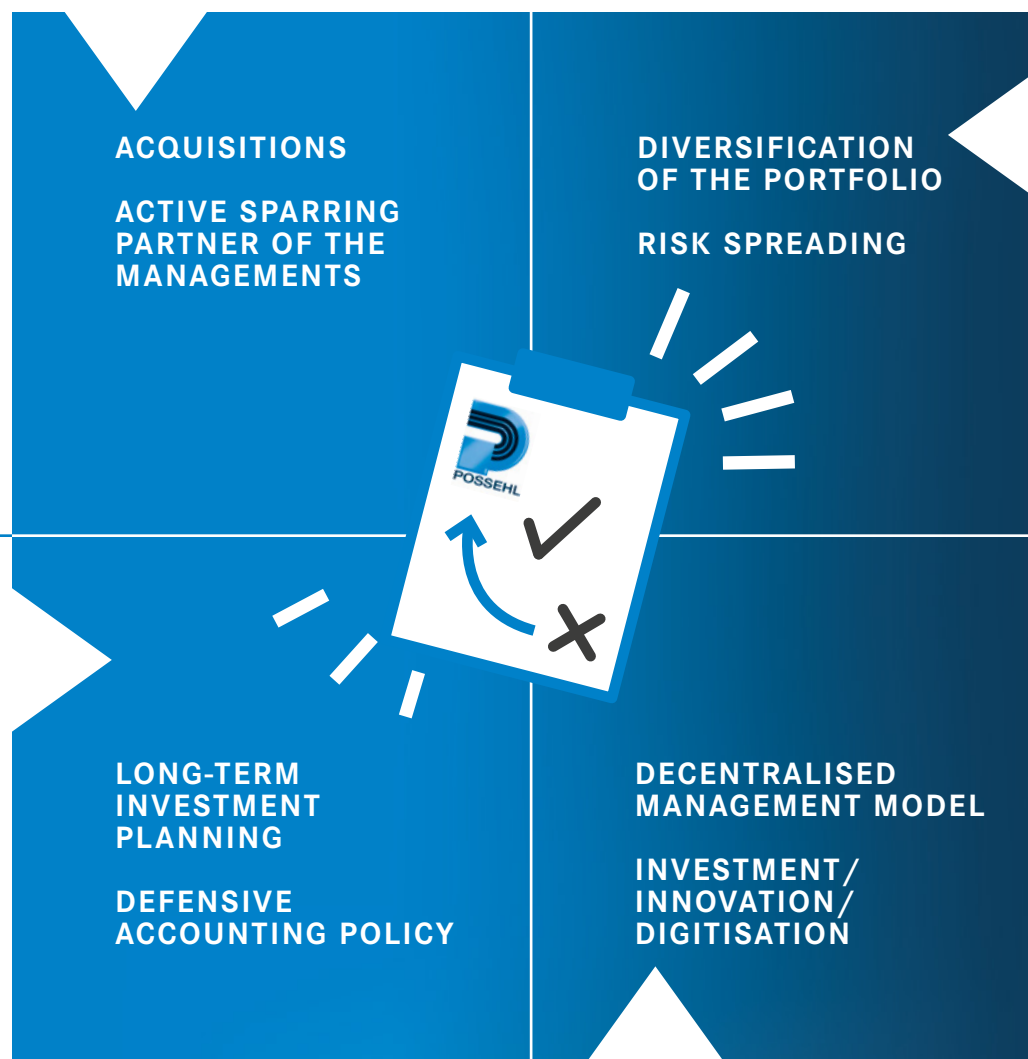 ACQUISITIONS
ACTIVE SPARRING
PARTNER OF THE
MANAGEMENTS
DIVERSIFICATION
OF THE PORTFOLIO
RISK SPREADING
POSSEHL
LONG-TERM
INVESTMENT
PLANNING
DEFENSIVE
ACCOUNTING POLICY
DECENTRALISED
MANAGEMENT MODEL
INVESTMENT/
INNOVATION/
DIGITISATION